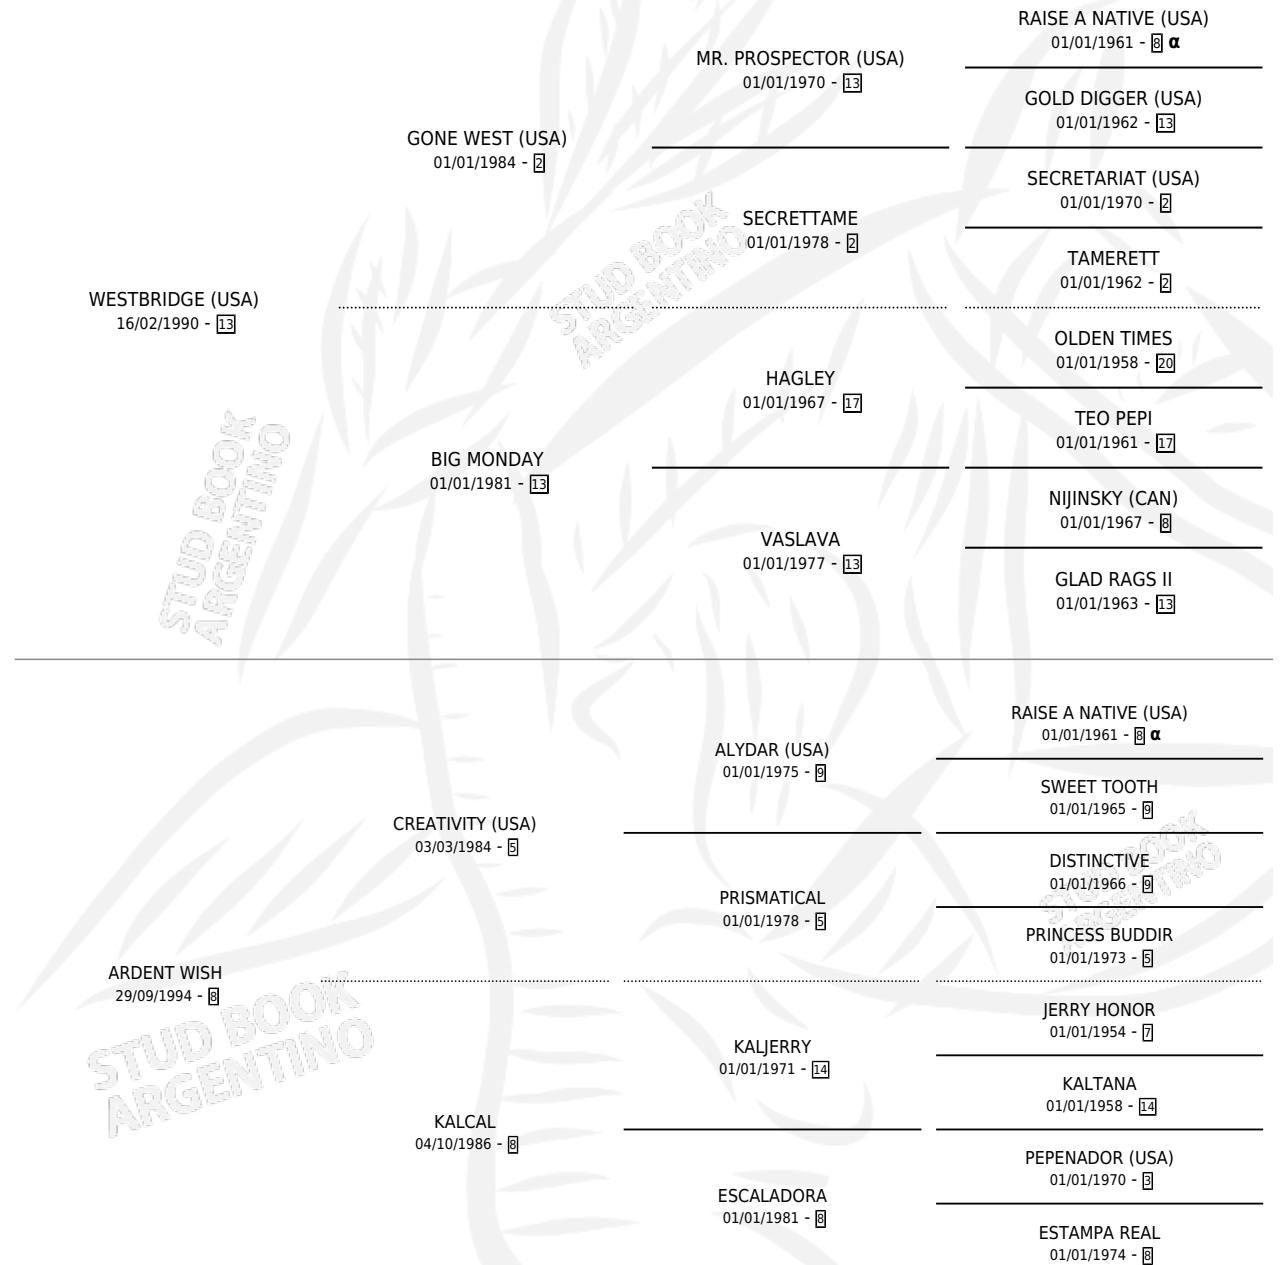 RAISE A NATIVE (USA)
01/01/1961 - 8 α
MR. PROSPECTOR (USA)
01/01/1970 - 13
GOLD DIGGER (USA)
01/01/1962 - 13
GONE WEST (USA)
01/01/1984 - 2
SECRETARIAT (USA)
01/01/1970 - 2
SECRETTAME
01/01/1978 - 2
TAMERETT
01/01/1962 - 2
WESTBRIDGE (USA)
16/02/1990 - 13
OLDEN TIMES
01/01/1958 - 20
HAGLEY
01/01/1967 - 17
TEO PEPI
01/01/1961 - 17
BIG MONDAY
01/01/1981 - 13
NIJINSKY (CAN)
01/01/1967 - 8
VASLAVA
01/01/1977 - 13
GLAD RAGS II
01/01/1963 - 13
STUD BOOK
ARGENTINO
STUD BOOK
ARGENTINO
RAISE A NATIVE (USA)
01/01/1961 - 8 α
ALYDAR (USA)
01/01/1975 - 9
SWEET TOOTH
01/01/1965 - 9
CREATIVITY (USA)
03/03/1984 - 5
DISTINCTIVE
01/01/1966 - 9
PRISMATICAL
01/01/1978 - 5
PRINCESS BUDDIR
01/01/1973 - 5
ARDENT WISH
29/09/1994 - 8
JERRY HONOR
01/01/1954 - 7
KALJERRY
01/01/1971 - 14
KALTANA
01/01/1958 - 14
KALCAL
04/10/1986 - 8
PEPENADOR (USA)
01/01/1970 - 3
ESCALADORA
01/01/1981 - 8
ESTAMPA REAL
01/01/1974 - 8
STUD BOOK
ARGENTINO
STUD BOOK
ARGENTINO